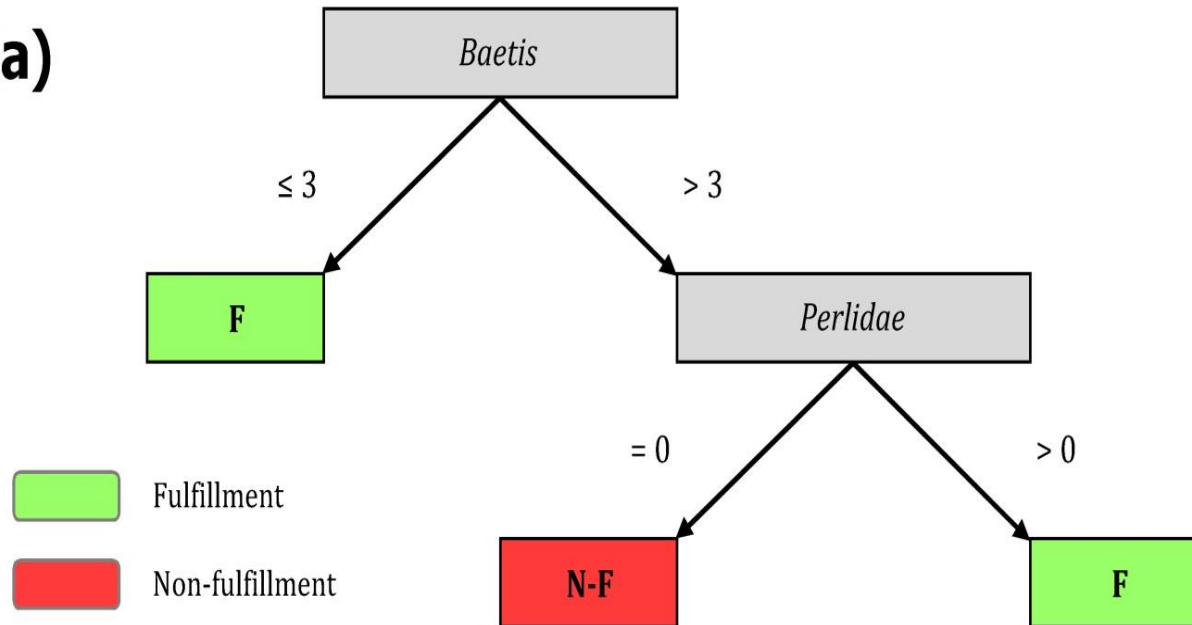 a)
Baetis
≤ 3
> 3
F
Perlidae
= 0
> 0
Fulfillment
Non-fulfillment
N-F
F